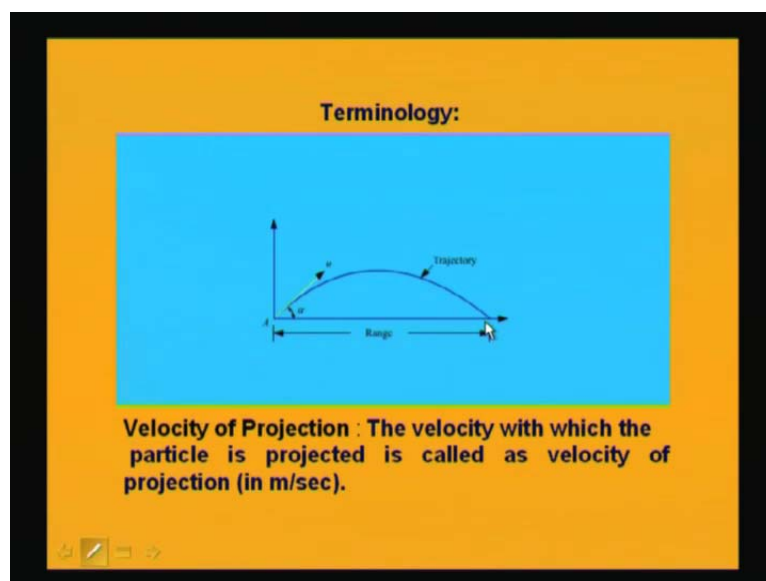 Terminology:
u
Trajectory
α
A
Range
Velocity of Projection : The velocity with which the
particle is projected is called as velocity of
projection (in m/sec).